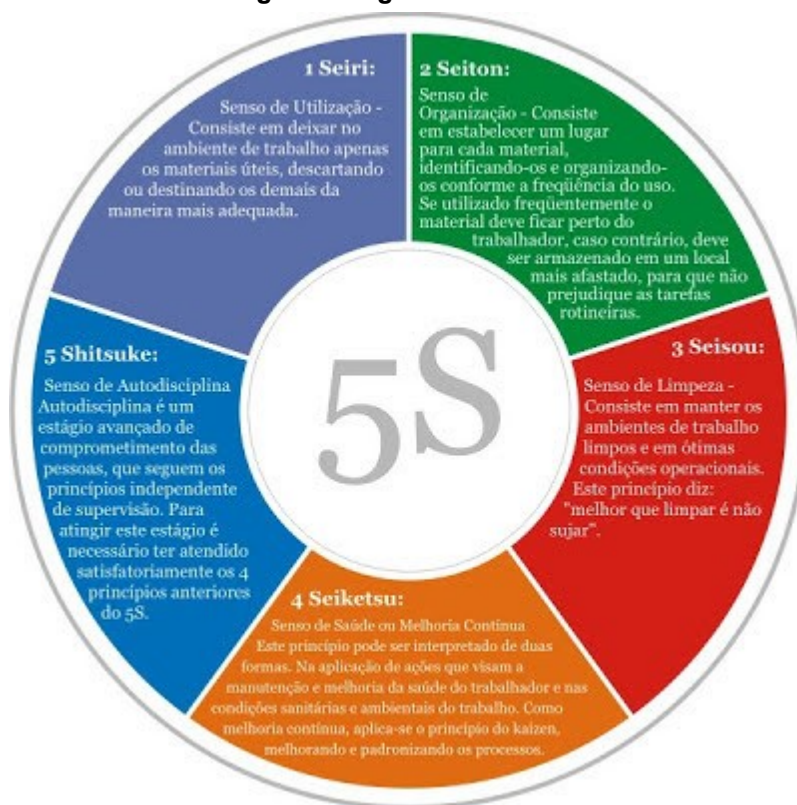 1 Seiri:
Senso de Utilização -
Consiste em deixar no
ambiente de trabalho apenas
os materiais úteis, descartando
ou destinando os demais da
maneira mais adequada.
2 Seiton:
Senso de
Organização - Consiste
em estabelecer um lugar
para cada material,
identificando-os e organizando-
os conforme a freqüência do uso.
Se utilizado freqüentemente o
material deve ficar perto do
trabalhador, caso contrário, deve
ser armazenado em um local
mais afastado, para que não
prejudique as tarefas
rotineiras.
3 Seisou:
Senso de Limpeza -
Consiste em manter os
ambientes de trabalho
limpos e em ótimas
condições operacionais.
Este princípio diz:
"melhor que limpar é não
sujar".
4 Seiketsu:
Senso de Saúde ou Melhoria Contínua
Este princípio pode ser interpretado de duas
formas. Na aplicação de ações que visam a
manutenção e melhoria da saúde do trabalhador e nas
condições sanitárias e ambientais do trabalho. Como
melhoria contínua, aplica-se o princípio do kaizen,
melhorando e padronizando os processos.
5 Shitsuke:
Senso de Autodisciplina
Autodisciplina é um
estágio avançado de
comprometimento das
pessoas, que seguem os
princípios independente
de supervisão. Para
atingir este estágio é
necessário ter atendido
satisfatoriamente os 4
princípios anteriores
do 5S.
5S